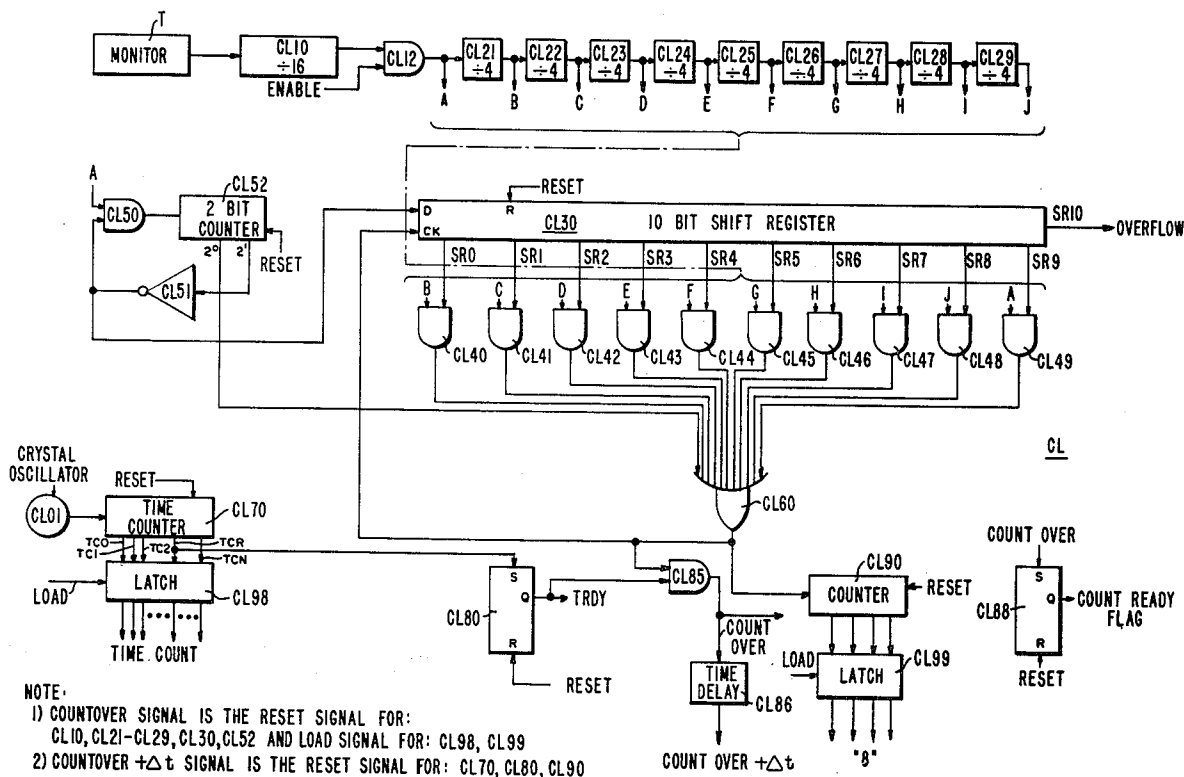 T
MONITOR
CL10
÷16
ENABLE
CL12
CL21
÷4
CL22
÷4
CL23
÷4
CL24
÷4
CL25
÷4
CL26
÷4
CL27
÷4
CL28
÷4
CL29
÷4
A B C D E F G H I J
A
CL50
CL52
2 BIT
COUNTER
2⁰ 2¹
RESET
CL51
RESET
D R
CK
CL30 10 BIT SHIFT REGISTER
SR10
OVERFLOW
SR0 SR1 SR2 SR3 SR4 SR5 SR6 SR7 SR8 SR9
B C D E F G H I J A
CL40 CL41 CL42 CL43 CL44 CL45 CL46 CL47 CL48 CL49
CL60
CL
CRYSTAL
OSCILLATOR
CL01
RESET
TIME
COUNTER
CL70
TC0 TC1 TC2 TCR TCN
LOAD
LATCH
CL98
TIME COUNT
S
CL80 Q
R
TRDY
RESET
CL85
COUNT
OVER
TIME
DELAY
CL86
COUNT OVER +Δt
CL90
COUNTER
RESET
LOAD
LATCH
CL99
"8"
COUNT OVER
S
CL88 Q
R
COUNT READY
FLAG
RESET
NOTE:
1) COUNTOVER SIGNAL IS THE RESET SIGNAL FOR:
CL10, CL21-CL29, CL30, CL52 AND LOAD SIGNAL FOR: CL98, CL99
2) COUNTOVER +Δt SIGNAL IS THE RESET SIGNAL FOR: CL70, CL80, CL90